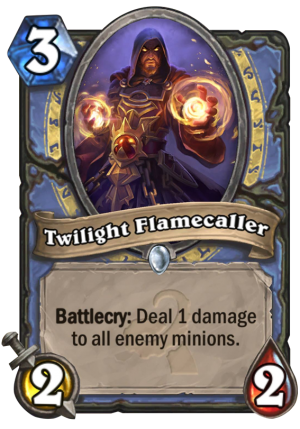 3
Twilight Flamecaller
Battlecry: Deal 1 damage
to all enemy minions.
2
2